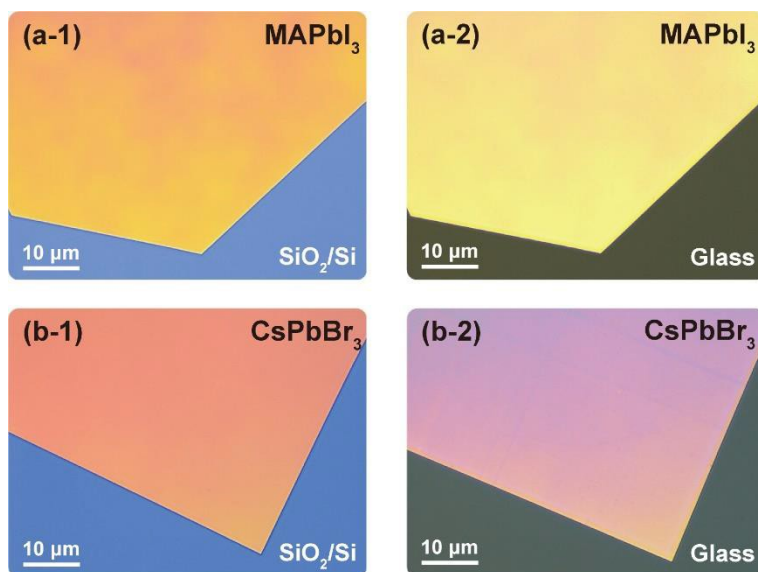 (a-1) MAPbI₃
10 μm SiO₂/Si
(a-2) MAPbI₃
10 μm Glass
(b-1) CsPbBr₃
10 μm SiO₂/Si
(b-2) CsPbBr₃
10 μm Glass